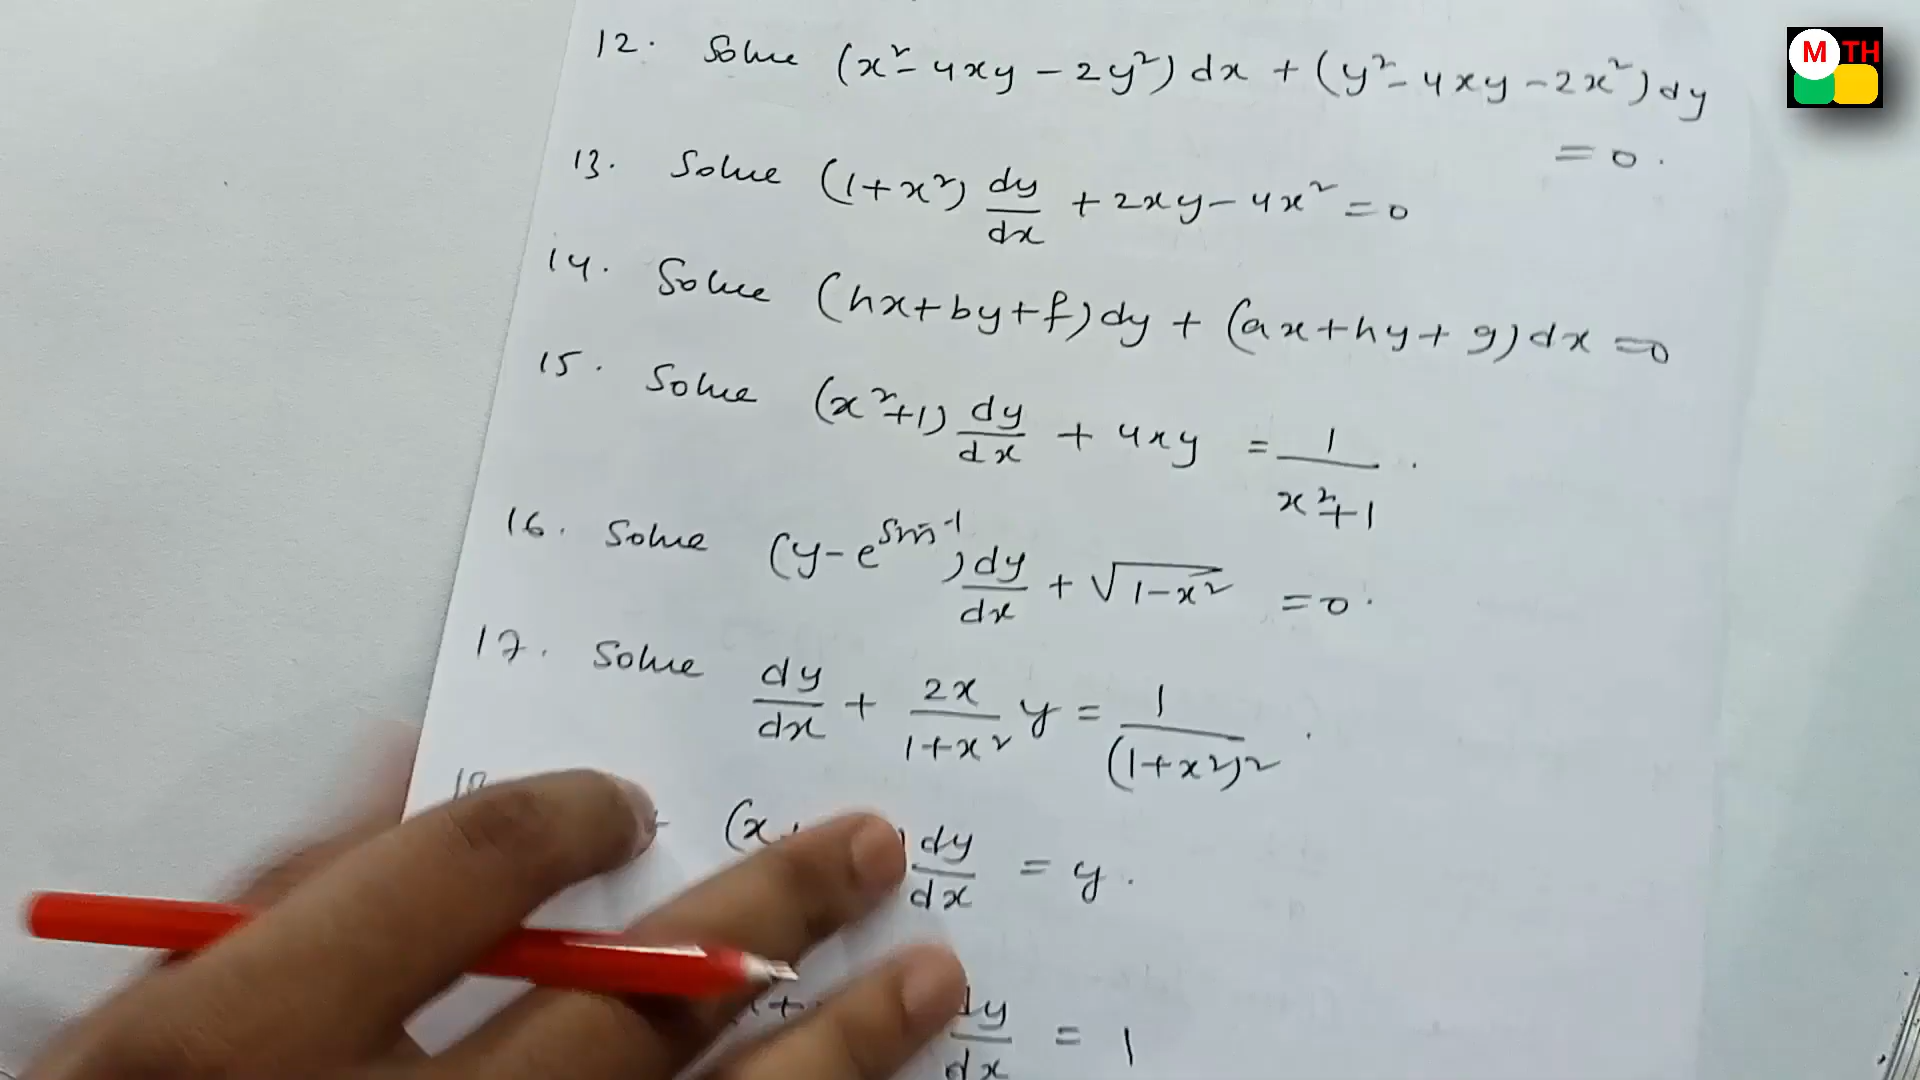 M TH
12. Solve (x² - 4xy - 2y²) dx + (y² - 4xy - 2x²) dy
= 0.
13. Solve (1+x²) dy/dx + 2xy - 4x² = 0
14. Solve (hx+by+f) dy + (ax+hy+g) dx = 0
15. Solve (x²+1) dy/dx + 4xy = 1/(x²+1) .
16. Solve (y - e^sin⁻¹) dy/dx + √(1-x²) = 0.
17. Solve dy/dx + 2x/(1+x²) y = 1/(1+x²)² .
(x+ ) dy/dx = y.
dy/dx = 1